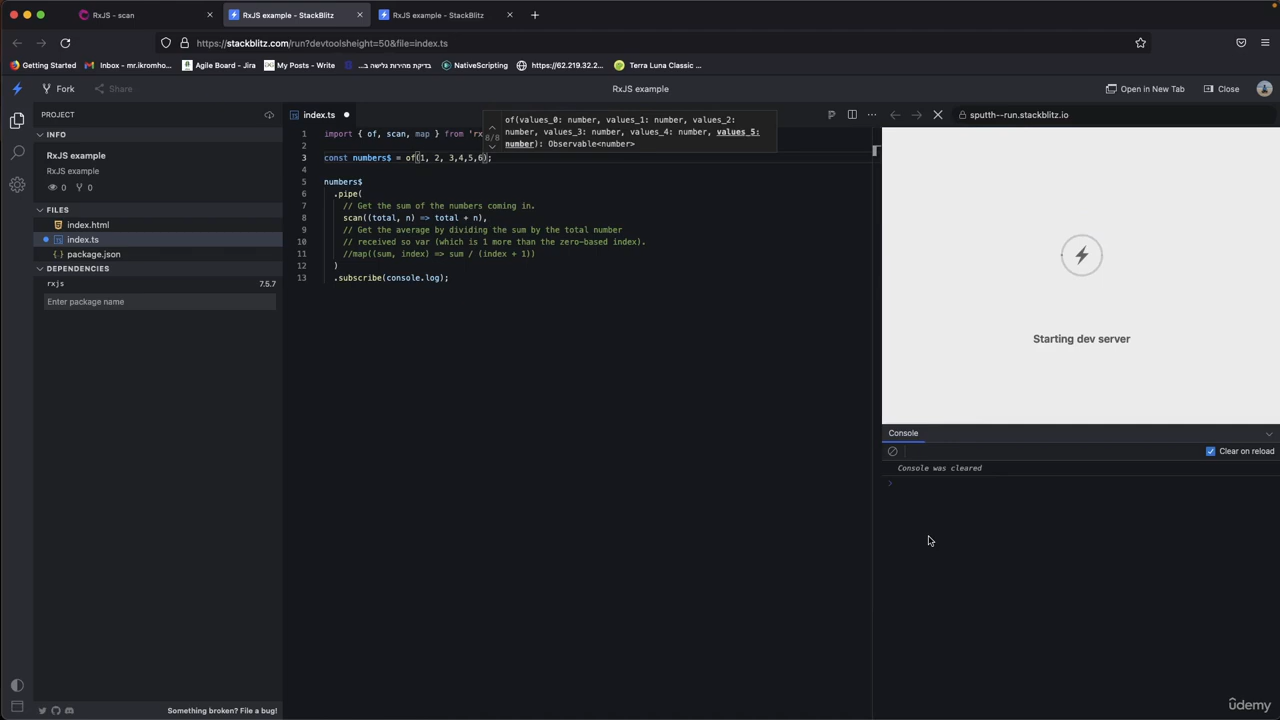 RxJS - scan
RxJS example - StackBlitz
RxJS example - StackBlitz
https://stackblitz.com/run?devtoolsheight=50&file=index.ts
Getting Started
Inbox - mr.ikromho...
Agile Board - Jira
My Posts - Write
בדיקת מהירות גלישה ב...
NativeScripting
https://62.219.32.2...
Terra Luna Classic ...
Fork
Share
RxJS example
Open in New Tab
Close
PROJECT
INFO
RxJS example
RxJS example
0
0
FILES
index.html
index.ts
package.json
DEPENDENCIES
rxjs 7.5.7
Enter package name
Something broken? File a bug!
index.ts
1 import { of, scan, map } from 'rx
2
3 const numbers$ = of(1, 2, 3,4,5,6);
4
5 numbers$
6 .pipe(
7 // Get the sum of the numbers coming in.
8 scan((total, n) => total + n),
9 // Get the average by dividing the sum by the total number
10 // received so var (which is 1 more than the zero-based index).
11 //map((sum, index) => sum / (index + 1))
12 )
13 .subscribe(console.log);
8/8
of(values_0: number, values_1: number, values_2:
number, values_3: number, values_4: number, values_5:
number): Observable<number>
sputth--run.stackblitz.io
Starting dev server
Console
Clear on reload
Console was cleared
>
ûdemy